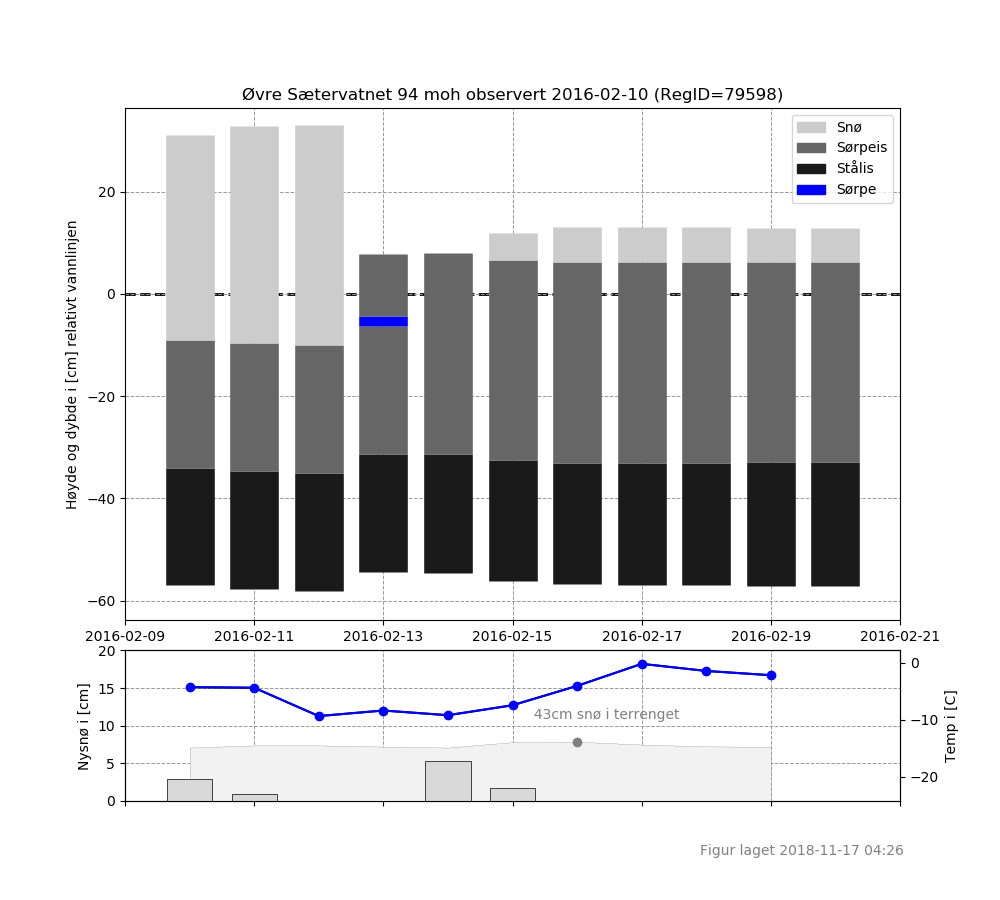 Øvre Sætervatnet 94 moh observert 2016-02-10 (RegID=79598)
Snø
Sørpeis
Stålis
Sørpe
Høyde og dybde i [cm] relativt vannlinjen
20
0
−20
−40
−60
2016-02-09
2016-02-11
2016-02-13
2016-02-15
2016-02-17
2016-02-19
2016-02-21
Nysnø i [cm]
20
15
10
5
0
43cm snø i terrenget
0
−10
−20
Temp i [C]
Figur laget 2018-11-17 04:26